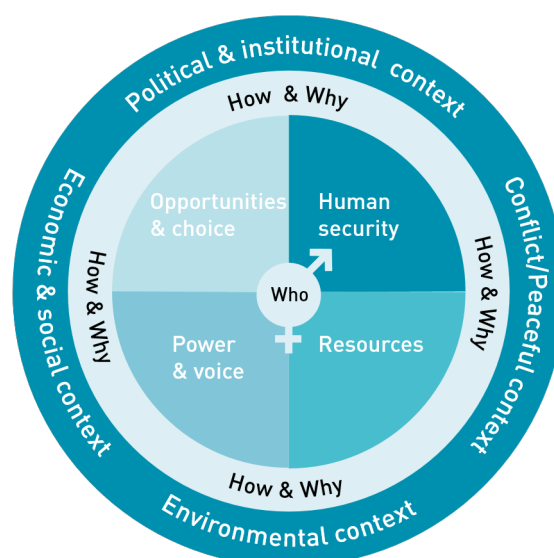 Political & institutional context
How & Why
Opportunities
& choice
Human
security
Economic & social context
How & Why
Who
How & Why
Conflict/Peaceful context
Power
& voice
Resources
How & Why
Environmental context